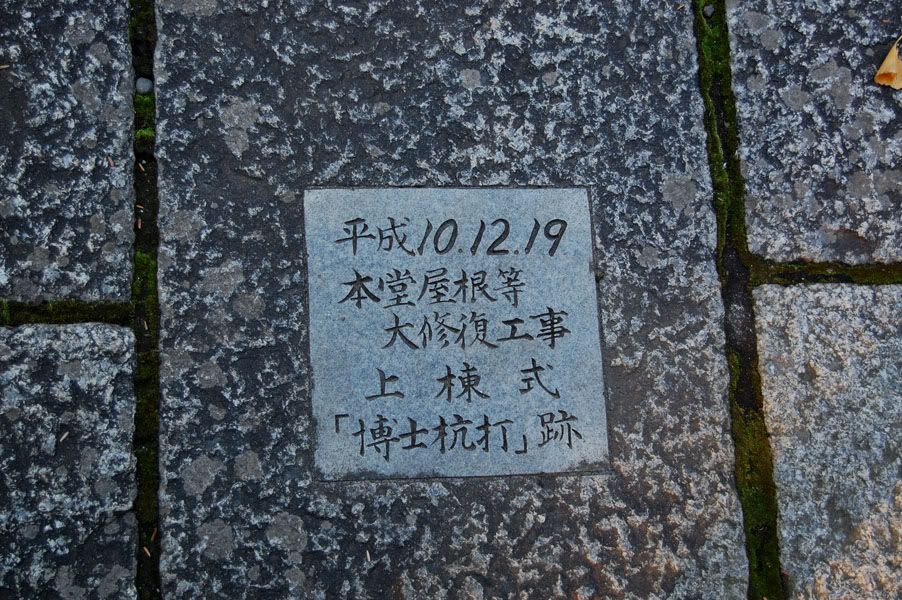 平成10.12.19
本堂屋根等
大修復工事
上棟式
「博士杭打」跡